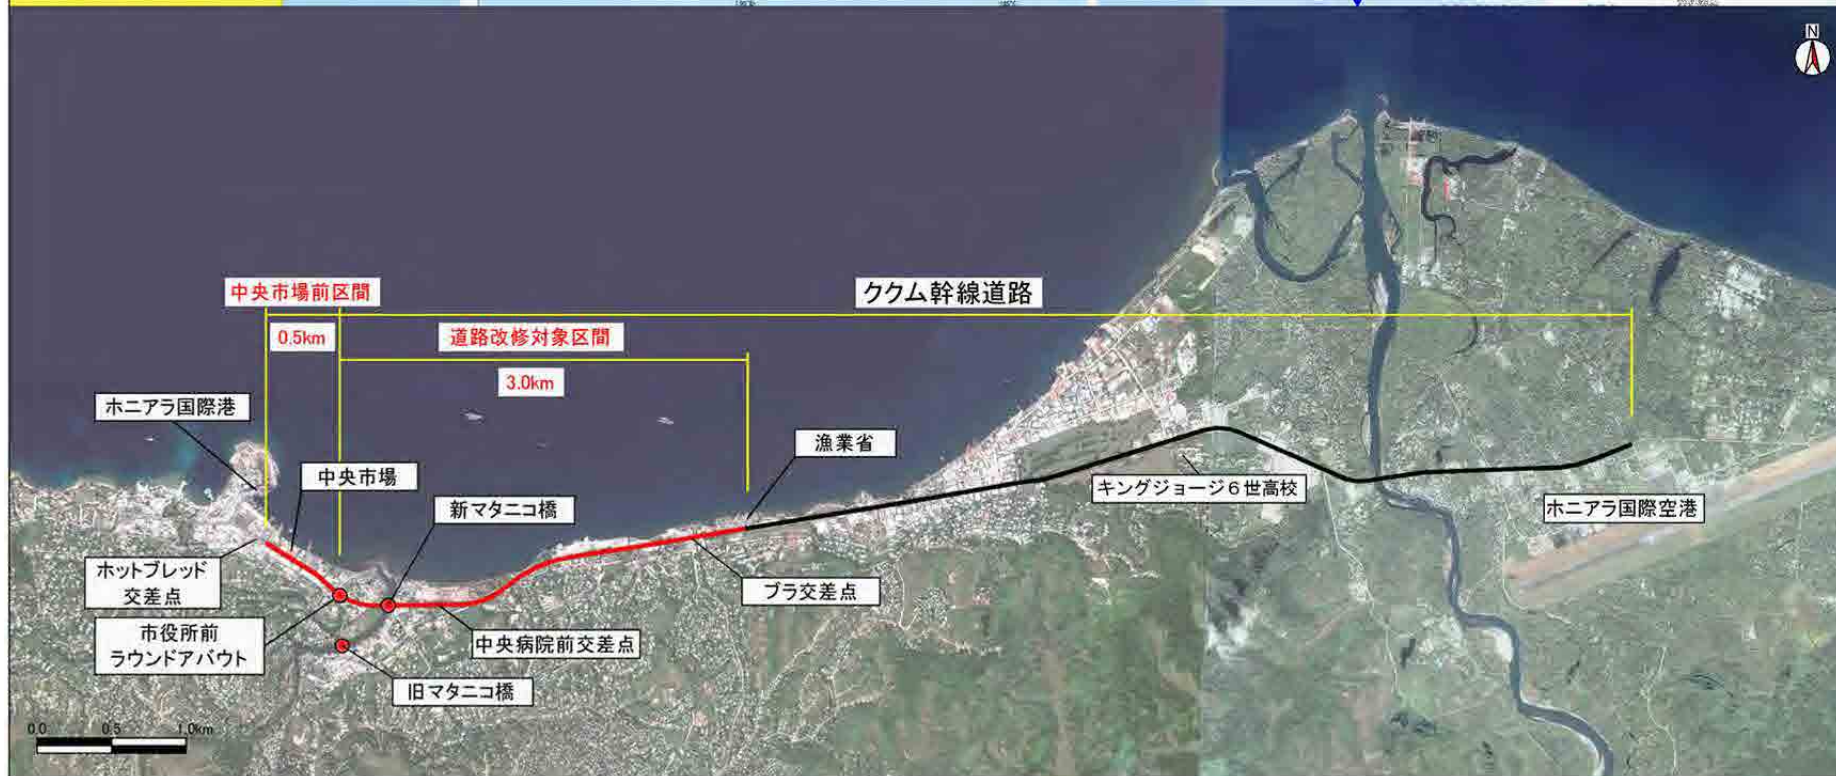 N
中央市場前区間
ククム幹線道路
0.5km
道路改修対象区間
3.0km
ホニアラ国際港
漁業省
中央市場
キングジョージ6世高校
新マタニコ橋
ホニアラ国際空港
ホットブレッド
交差点
ブラ交差点
市役所前
ラウンドアバウト
中央病院前交差点
旧マタニコ橋
0.0 0.5 1.0km